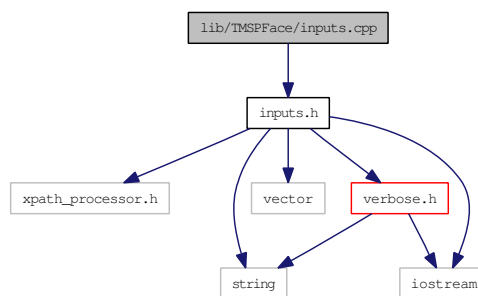 lib/TMSPFace/inputs.cpp
inputs.h
xpath_processor.h
vector
verbose.h
string
iostream